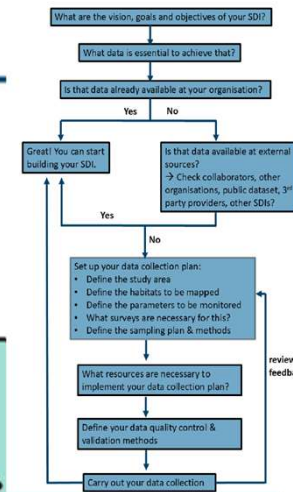 What are the vision, goals and objectives of your SDI?
What data is essential to achieve that?
Is that data already available at your organisation?
Yes
No
Great! You can start
building your SDI.
Is that data available at external
sources?
→ Check collaborators, other
organisations, public dataset, 3rd
party providers, other SDIs?
Yes
No
Set up your data collection plan:
• Define the study area
• Define the habitats to be mapped
• Define the parameters to be monitored
• What surveys are necessary for this?
• Define the sampling plan & methods
What resources are necessary to
implement your data collection plan?
review
Define your data quality control &
validation methods
Carry out your data collection